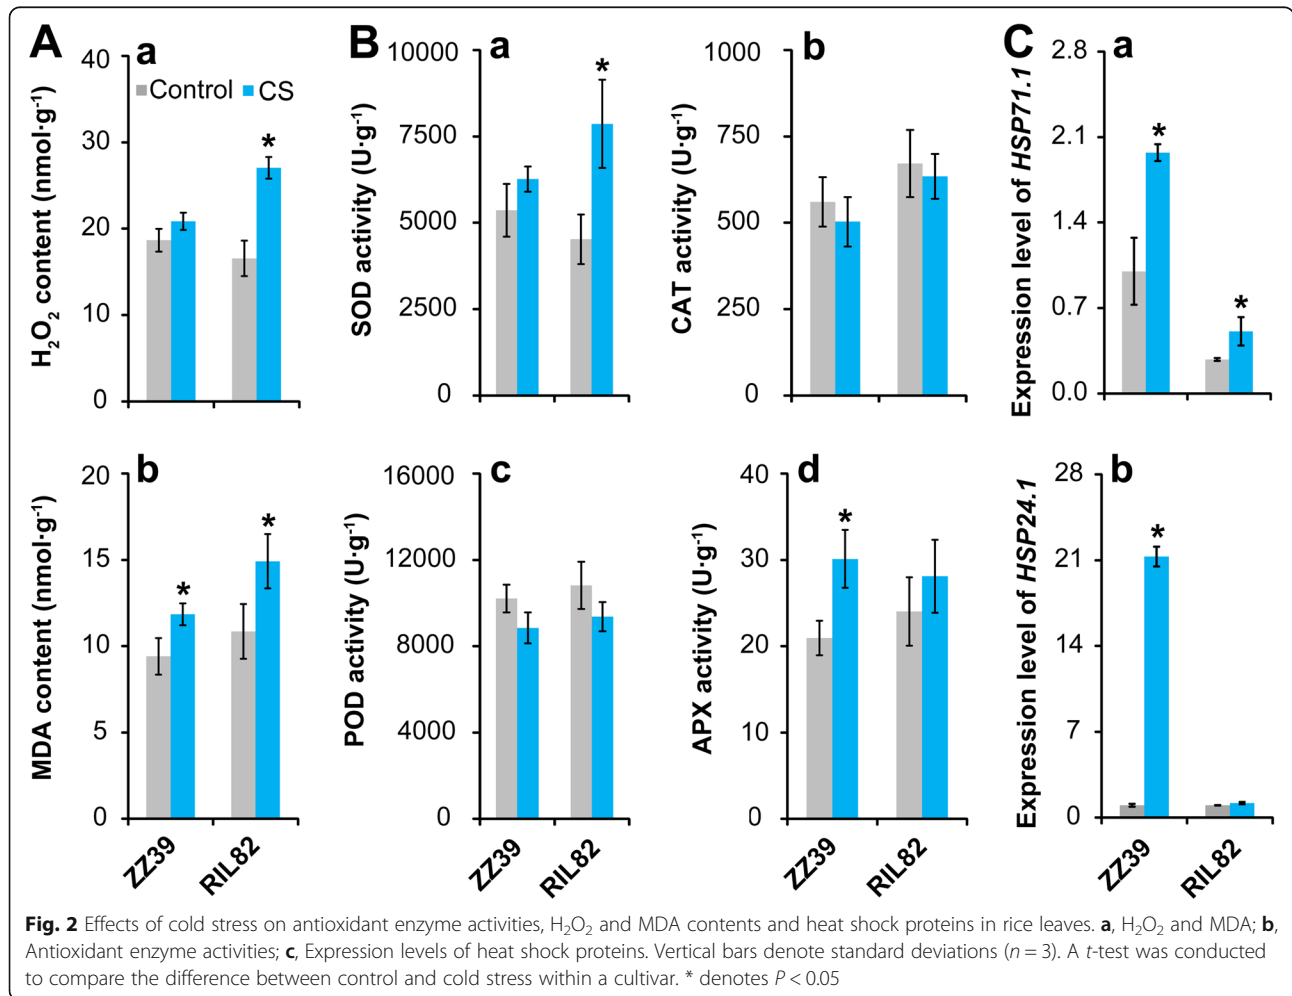 A
a
H₂O₂ content (nmol·g⁻¹)
40
30
20
10
0
Control CS
*
b
MDA content (nmol·g⁻¹)
20
15
10
5
0
*
*
ZZ39
RIL82
B
a
SOD activity (U·g⁻¹)
10000
7500
5000
2500
0
*
b
CAT activity (U·g⁻¹)
1000
750
500
250
0
c
POD activity (U·g⁻¹)
16000
12000
8000
4000
0
ZZ39
RIL82
d
APX activity (U·g⁻¹)
40
30
20
10
0
*
ZZ39
RIL82
C
a
Expression level of HSP71.1
2.8
2.1
1.4
0.7
0.0
*
*
b
Expression level of HSP24.1
28
21
14
7
0
*
ZZ39
RIL82
Fig. 2 Effects of cold stress on antioxidant enzyme activities, H₂O₂ and MDA contents and heat shock proteins in rice leaves. a, H₂O₂ and MDA; b,
Antioxidant enzyme activities; c, Expression levels of heat shock proteins. Vertical bars denote standard deviations (n = 3). A t-test was conducted
to compare the difference between control and cold stress within a cultivar. * denotes P < 0.05